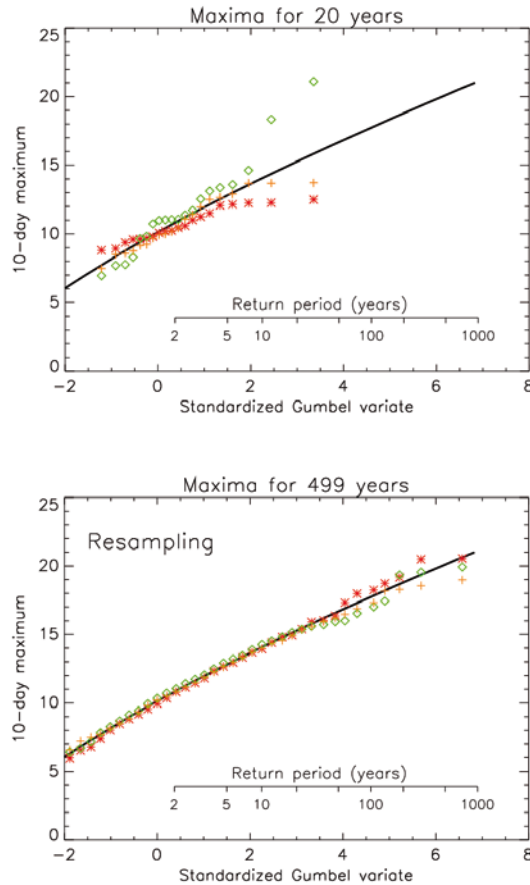 Maxima for 20 years
25
20
15
10
5
0
10-day maximum
Return period (years)
2 5 10 100 1000
-2 0 2 4 6 8
Standardized Gumbel variate
Maxima for 499 years
Resampling
25
20
15
10
5
0
10-day maximum
Return period (years)
2 5 10 100 1000
-2 0 2 4 6 8
Standardized Gumbel variate